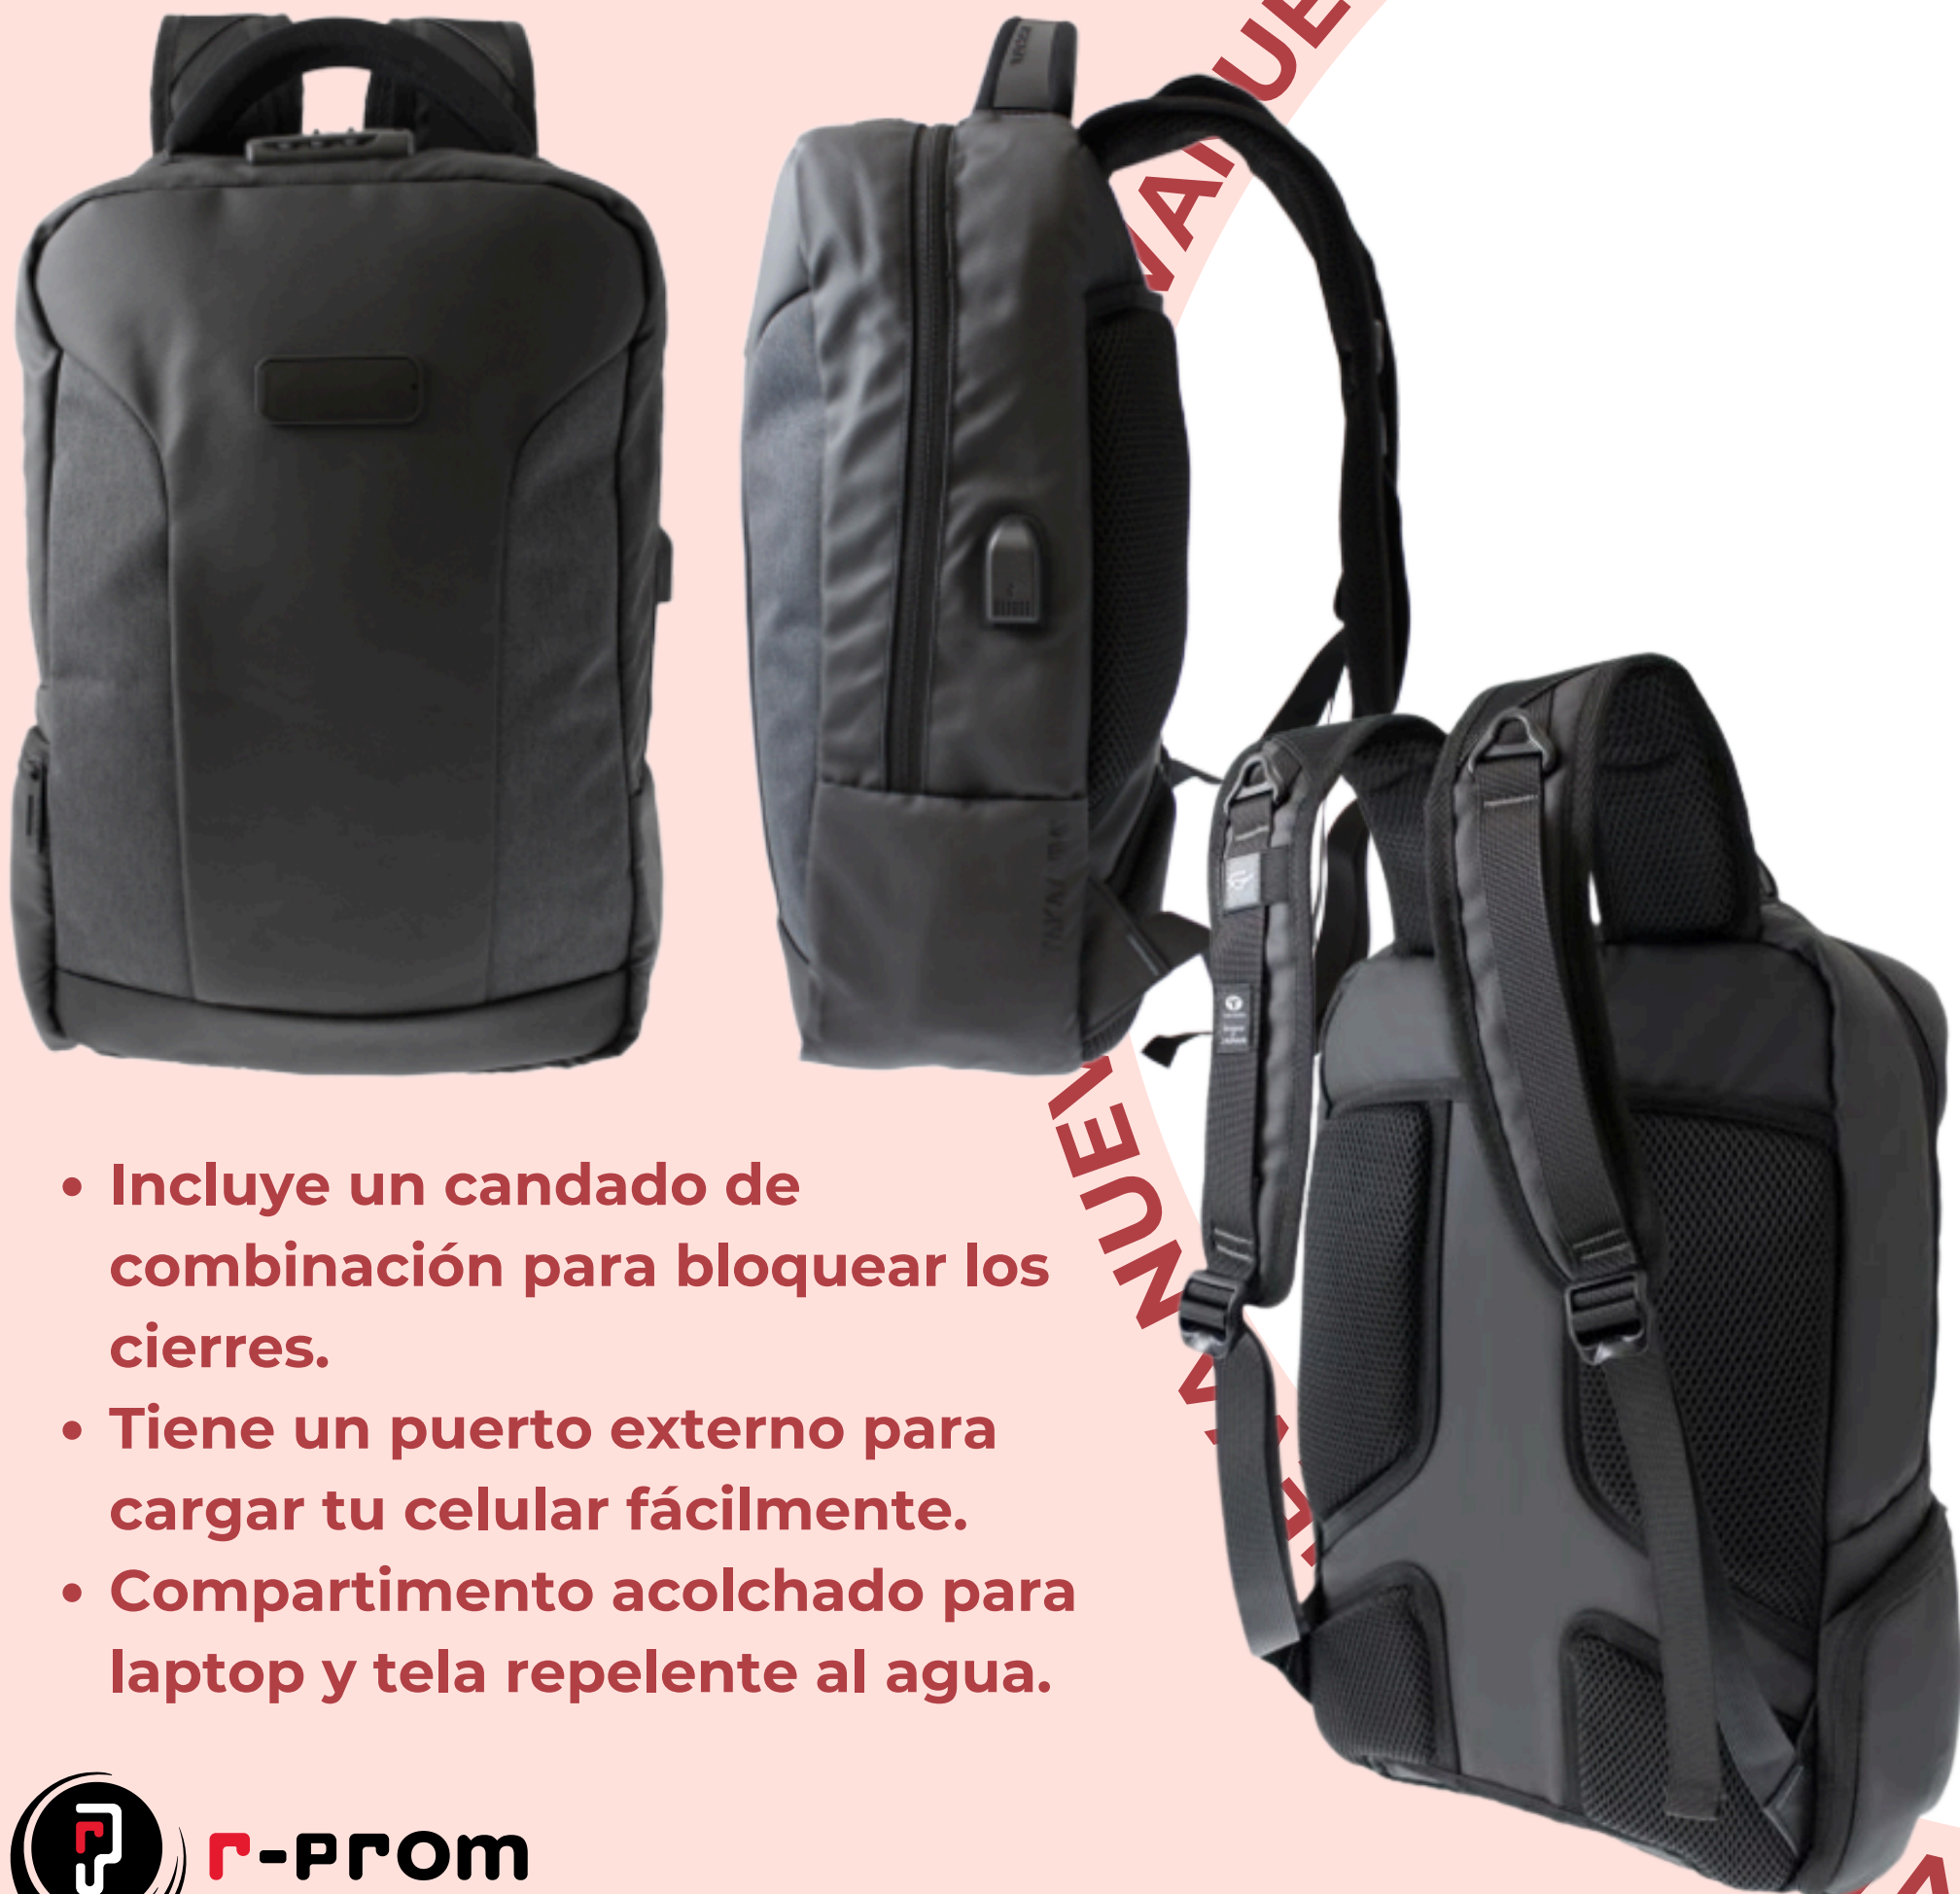 • Incluye un candado de
combinación para bloquear los
cierres.
• Tiene un puerto externo para
cargar tu celular fácilmente.
• Compartimento acolchado para
laptop y tela repelente al agua.
r-prom